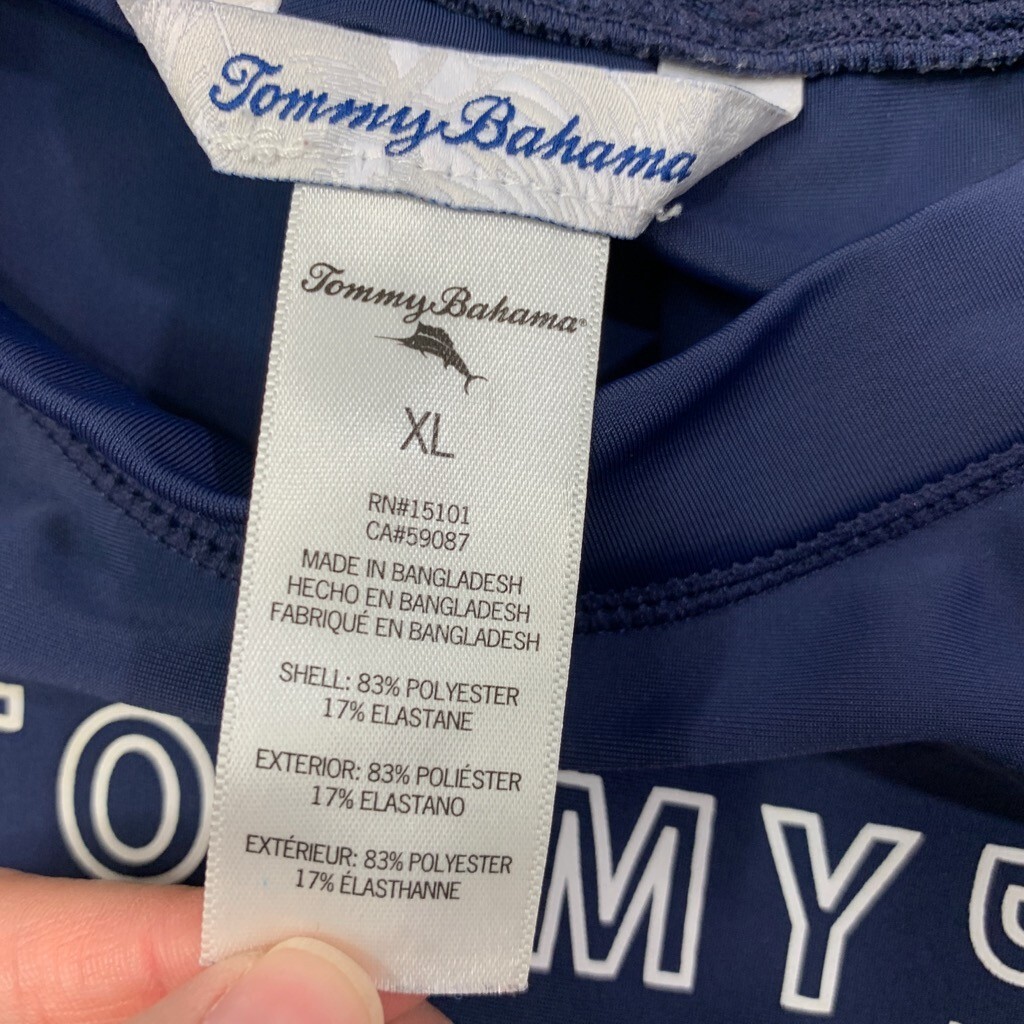 Tommy Bahama
Tommy Bahama®
XL
RN#15101
CA#59087
MADE IN BANGLADESH
HECHO EN BANGLADESH
FABRIQUÉ EN BANGLADESH
SHELL: 83% POLYESTER
17% ELASTANE
EXTERIOR: 83% POLIÉSTER
17% ELASTANO
EXTÉRIEUR: 83% POLYESTER
17% ÉLASTHANNE